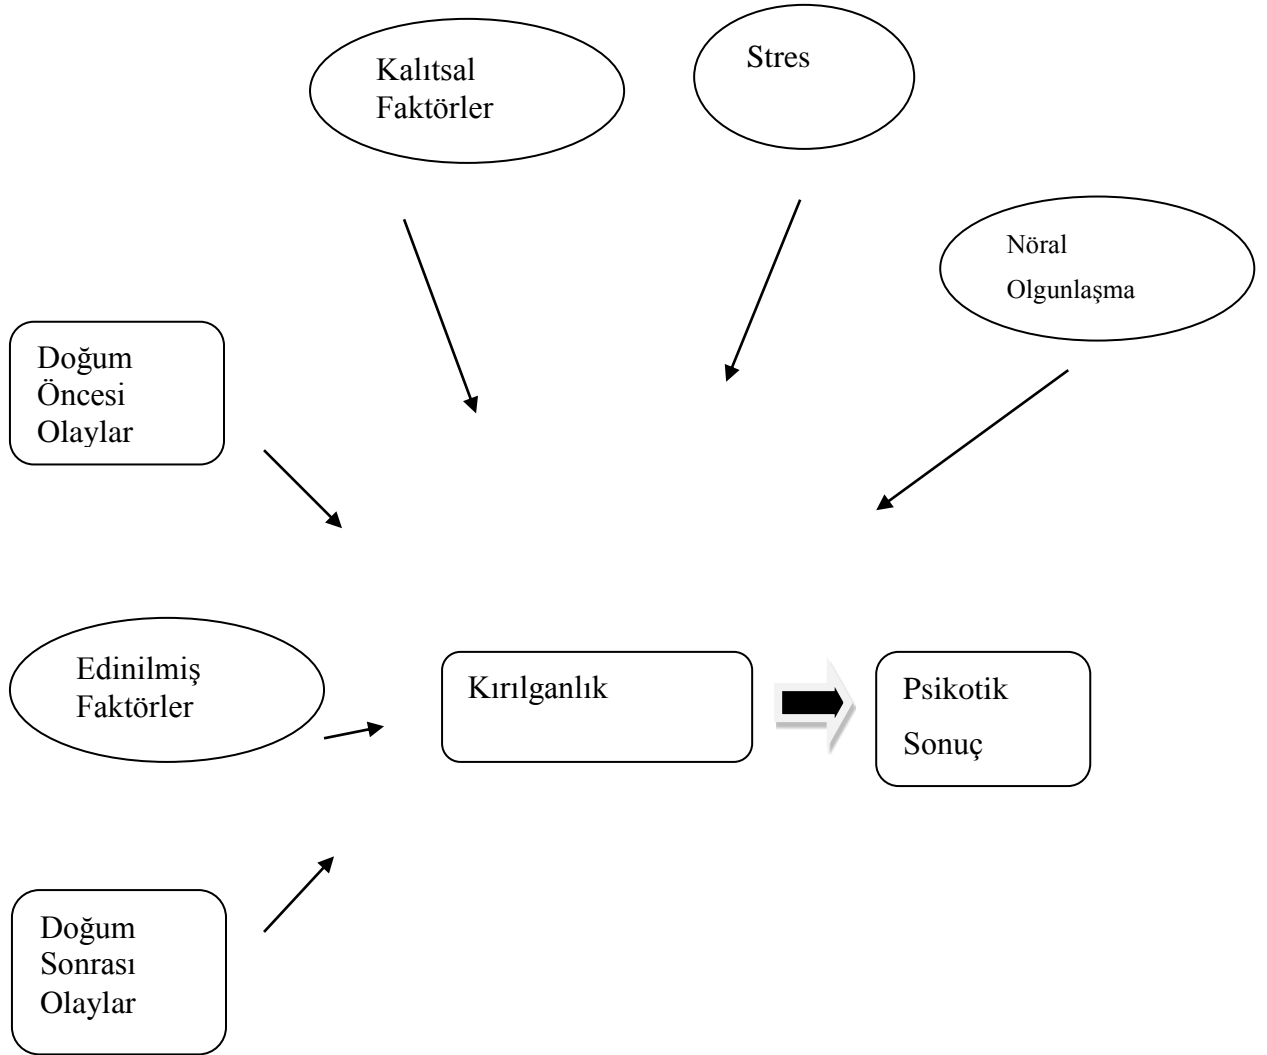 Kalıtsal
Faktörler
Stres
Nöral
Olgunlaşma
Doğum
Öncesi
Olaylar
Edinilmiş
Faktörler
Kırılganlık
Psikotik
Sonuç
Doğum
Sonrası
Olaylar